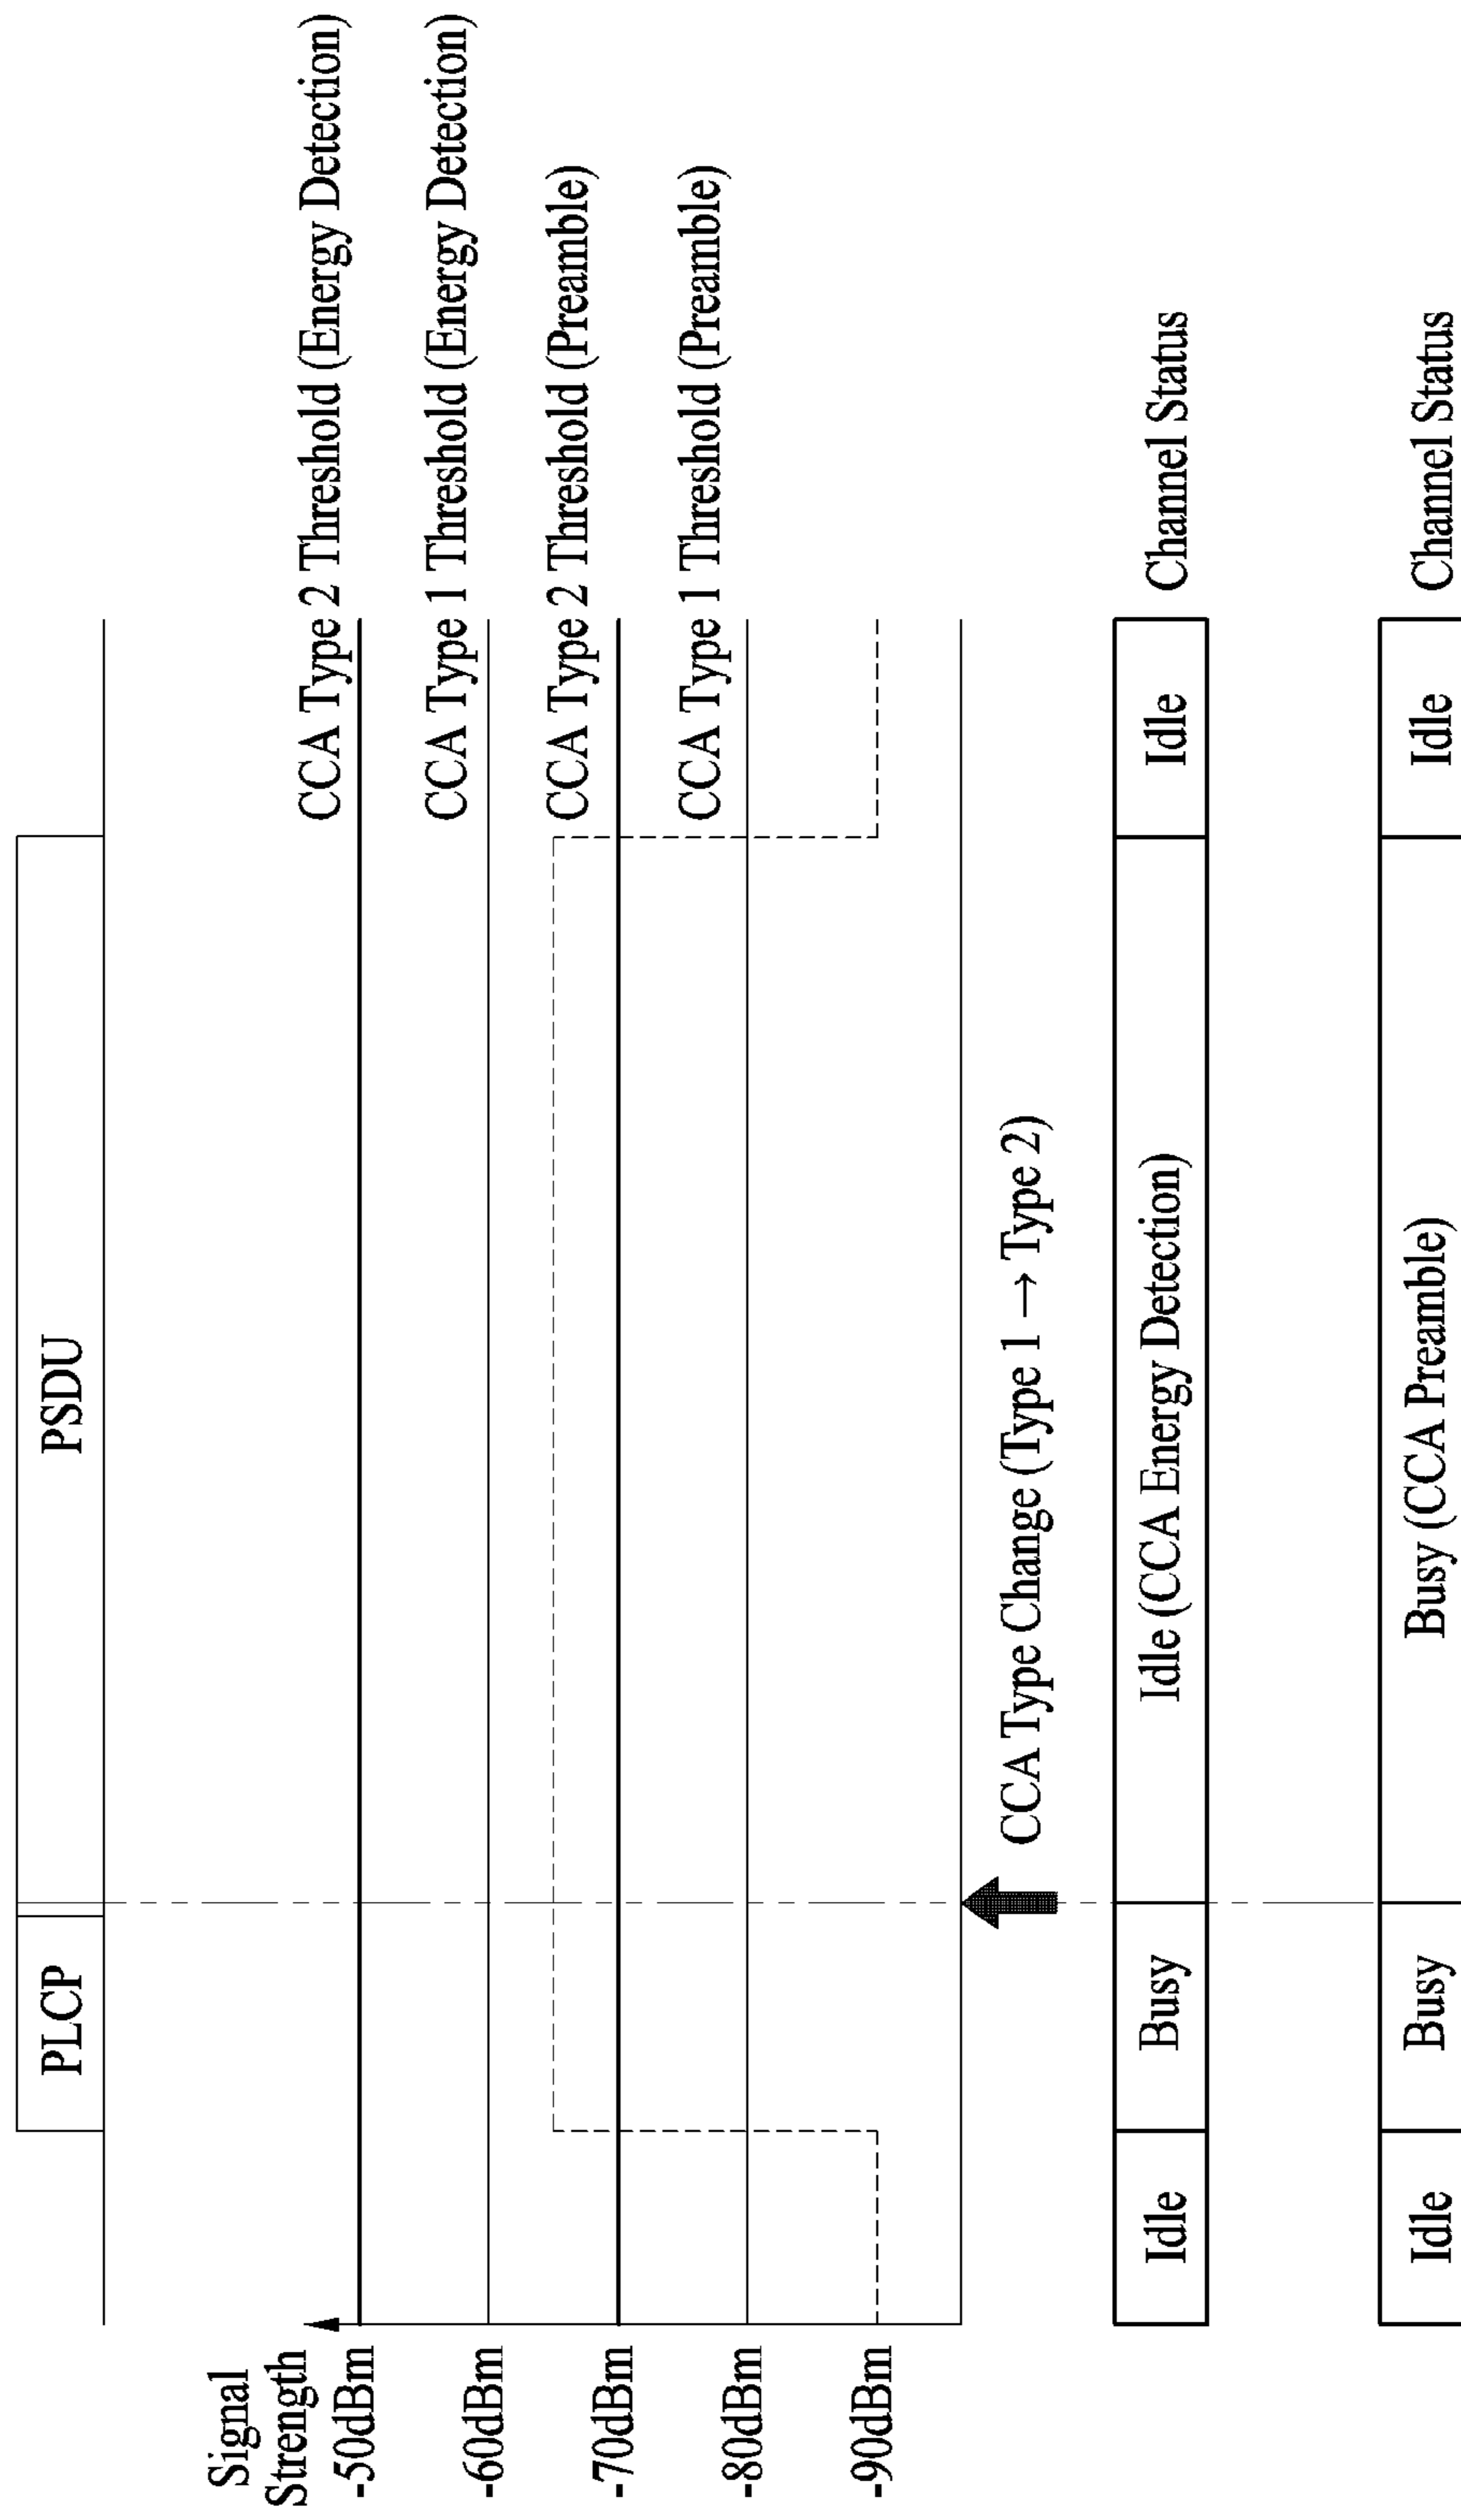 PLCP
PSDU
Signal
Strength
-50dBm
CCA Type 2 Threshold (Energy Detection)
-60dBm
CCA Type 1 Threshold (Energy Detection)
-70dBm
CCA Type 2 Threshold (Preamble)
-80dBm
CCA Type 1 Threshold (Preamble)
-90dBm
CCA Type Change (Type 1 → Type 2)
Idle
Busy
Idle (CCA Energy Detection)
Idle
Channel Status
Idle
Busy
Busy (CCA Preamble)
Idle
Channel Status